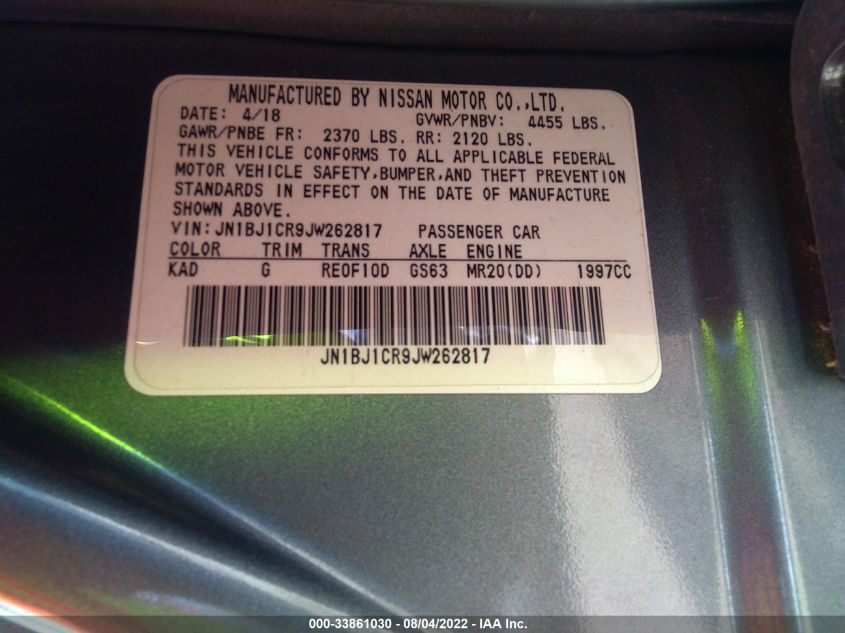 MANUFACTURED BY NISSAN MOTOR CO.,LTD.
DATE: 4/18 GVWR/PNBV: 4455 LBS.
GAWR/PNBE FR: 2370 LBS. RR: 2120 LBS.
THIS VEHICLE CONFORMS TO ALL APPLICABLE FEDERAL
MOTOR VEHICLE SAFETY,BUMPER,AND THEFT PREVENTION
STANDARDS IN EFFECT ON THE DATE OF MANUFACTURE
SHOWN ABOVE.
VIN:JN1BJ1CR9JW262817 PASSENGER CAR
COLOR TRIM TRANS AXLE ENGINE
KAD G RE0F10D GS63 MR20(DD) 1997CC
JN1BJ1CR9JW262817
000-33861030 - 08/04/2022 - IAA Inc.